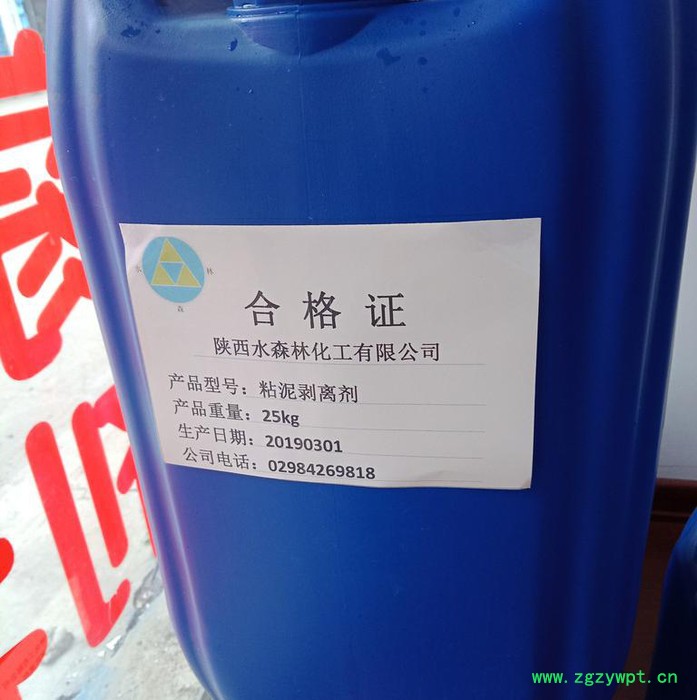 林
森
合格证
陕西水森林化工有限公司
产品型号：粘泥剥离剂
产品重量：25kg
生产日期：20190301
公司电话：02984269818
www.zgzywpt.cn